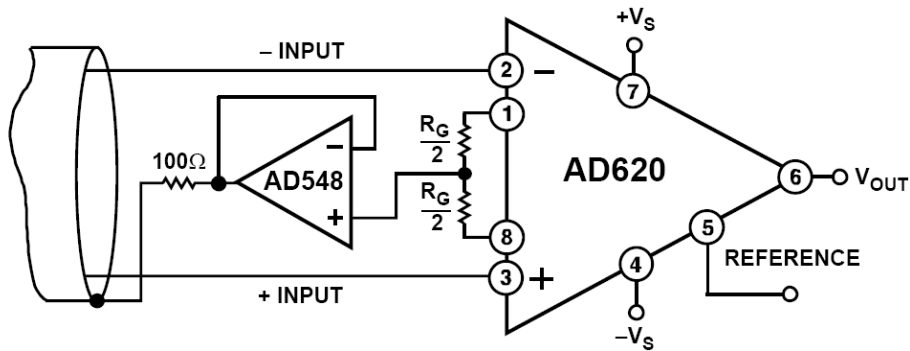 +VS
– INPUT
2
–
7
1
RG
2
100Ω
–
AD548
+
AD620
6
VOUT
RG
2
8
5
REFERENCE
3
+
4
+ INPUT
–VS